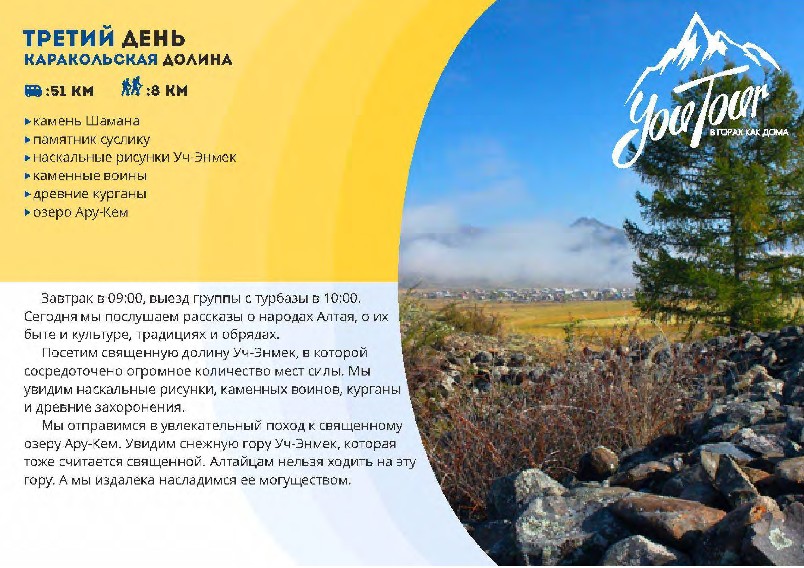 ТРЕТИЙ ДЕНЬ
КАРАКОЛЬСКАЯ ДОЛИНА
:51 КМ :8 КМ
камень Шамана
памятник суслику
наскальные рисунки Уч-Энмек
каменные воины
древние курганы
озеро Ару-Кем
Завтрак в 09:00, выезд группы с турбазы в 10:00.
Сегодня мы послушаем рассказы о народах Алтая, о их
быте и культуре, традициях и обрядах.
Посетим священную долину Уч-Энмек, в которой
сосредоточено огромное количество мест силы. Мы
увидим наскальные рисунки, каменных воинов, курганы
и древние захоронения.
Мы отправимся в увлекательный поход к священному
озеру Ару-Кем. Увидим снежную гору Уч-Энмек, которая
тоже считается священной. Алтайцам нельзя ходить на эту
гору. А мы издалека насладимся ее могуществом.
YouTour
В ГОРАХ КАК ДОМА